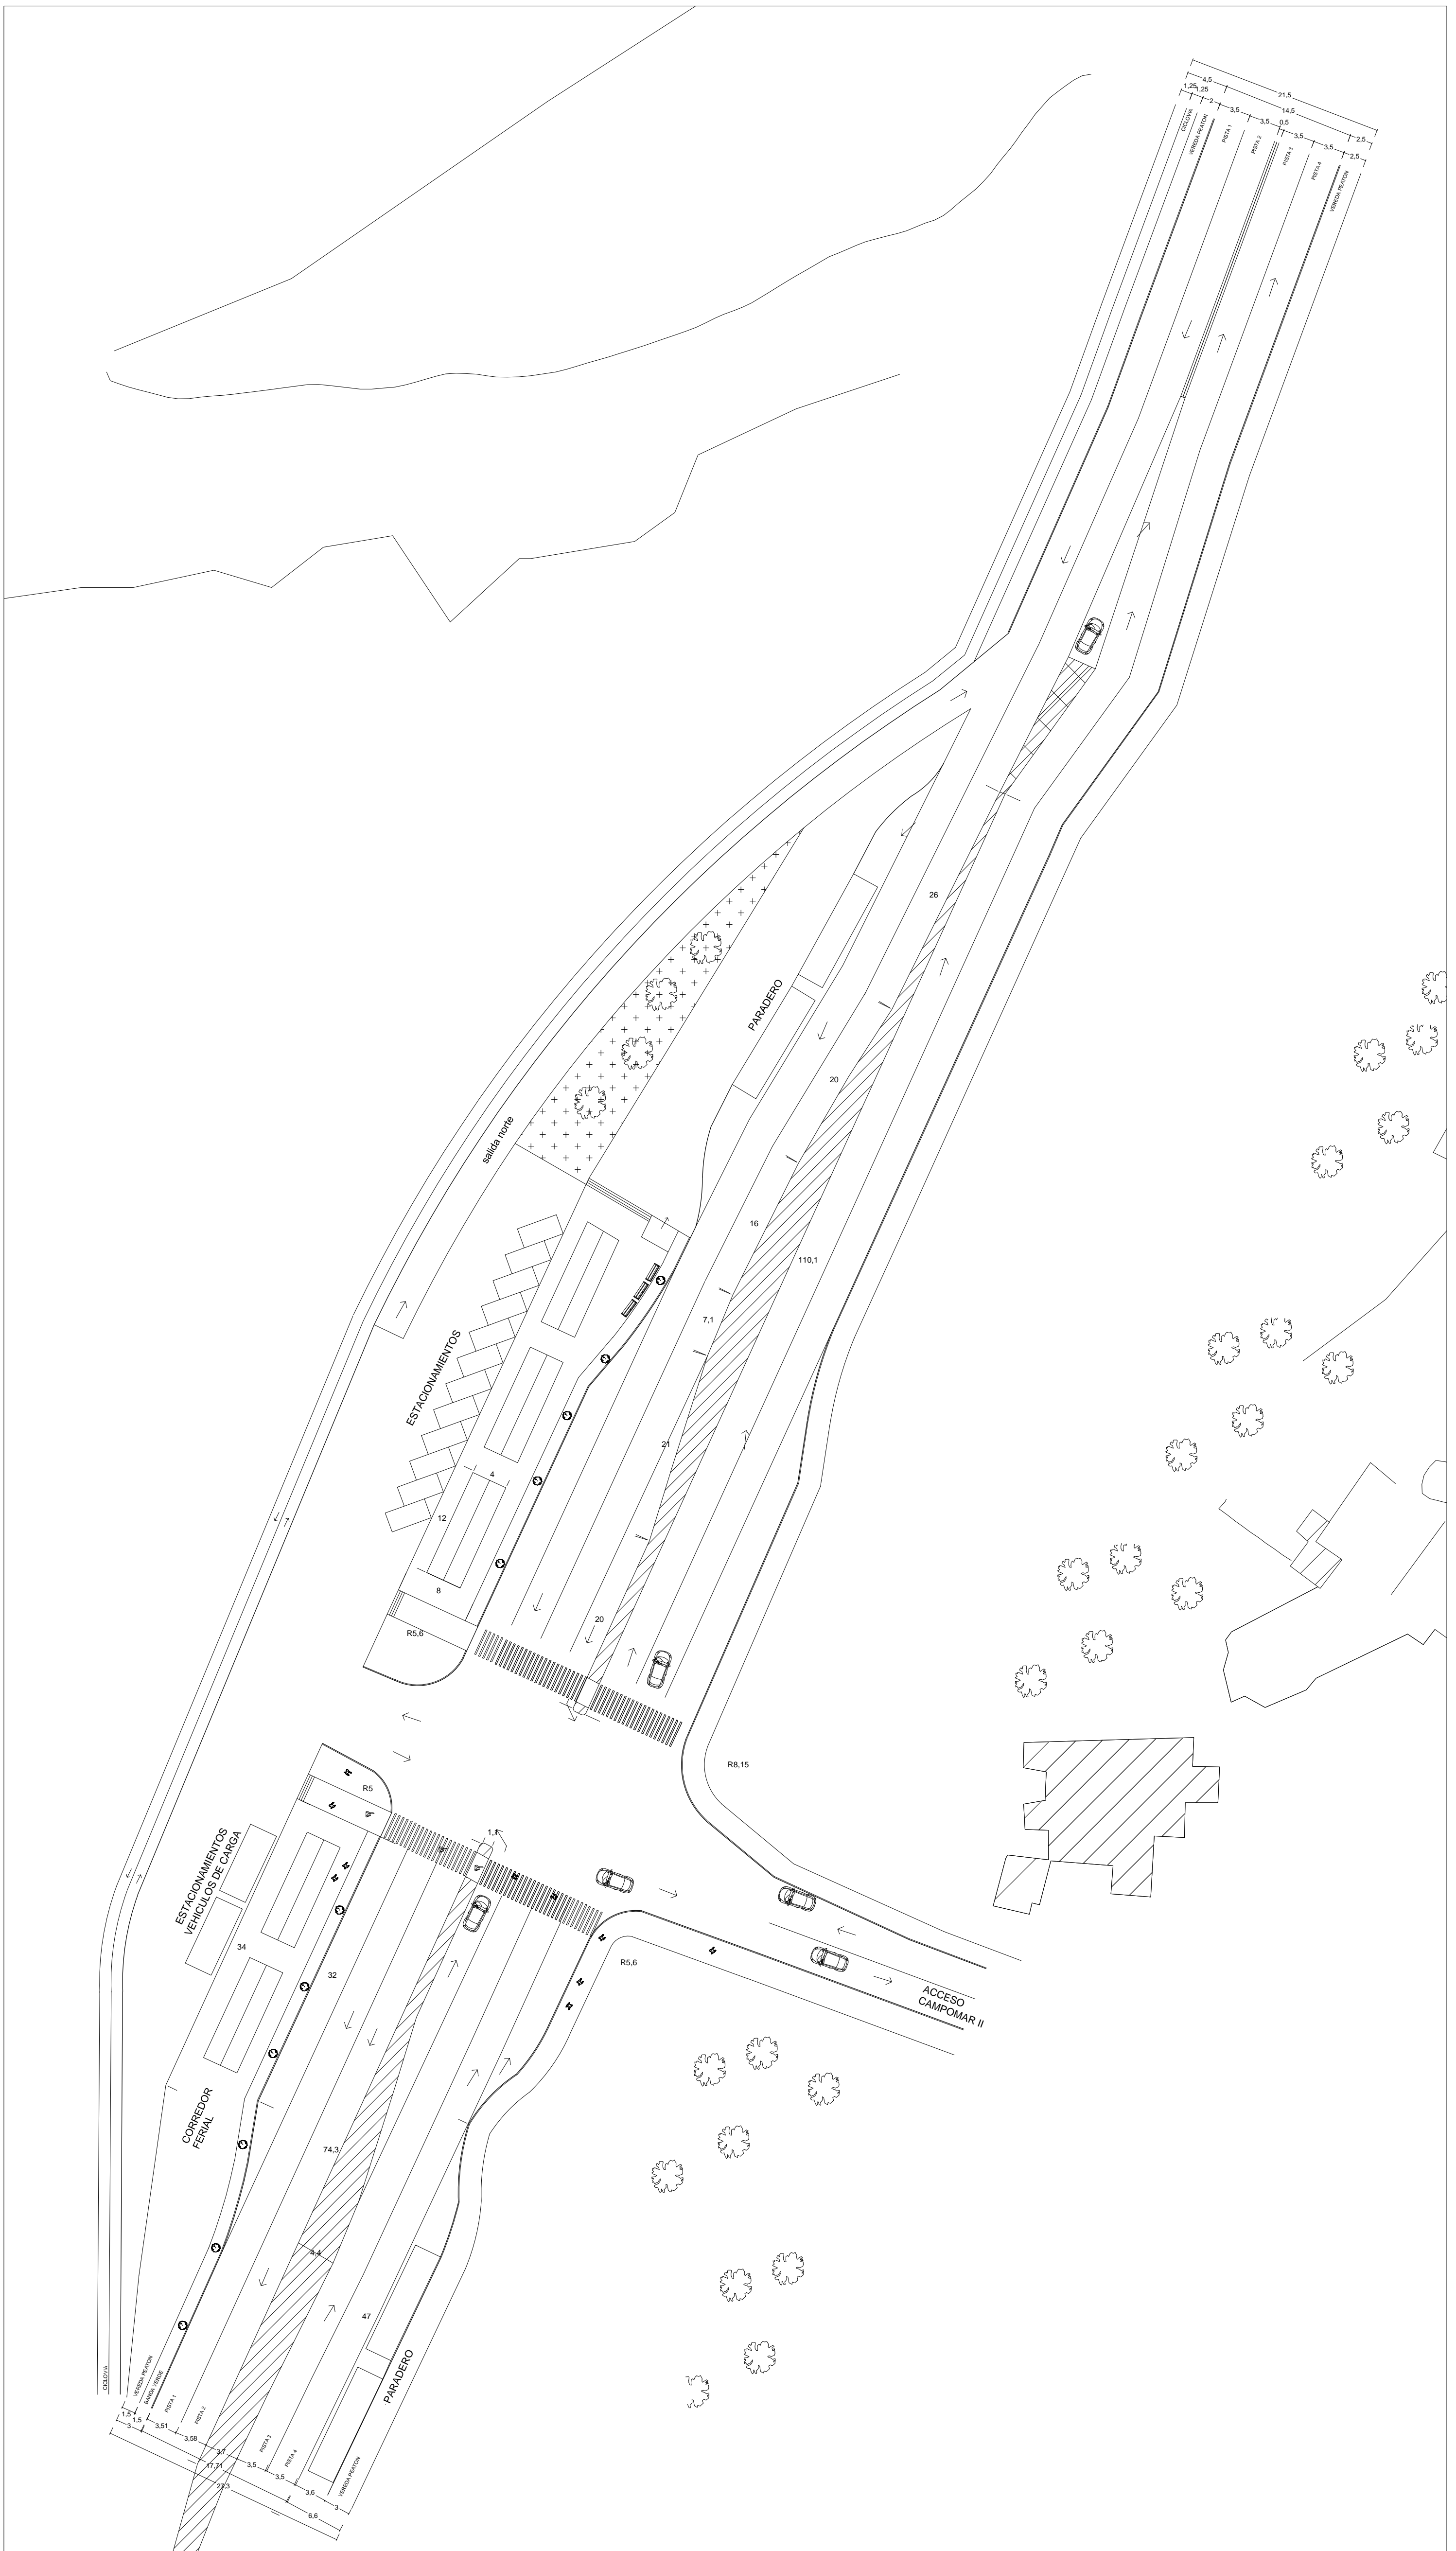 21,5
4,5
14,5
2,5
1,25
1,25
2
3,5
3,5
0,5
3,5
3,5
2,5
CICLOVIA
VEREDA PEATON
PISTA 1
PISTA 2
PISTA 3
PISTA 4
VEREDA PEATON
26
PARADERO
20
salida norte
16
110,1
7,1
ESTACIONAMIENTOS
21
4
12
8
20
R5,6
R8,15
R5
1,1
ESTACIONAMIENTOS
VEHICULOS DE CARGA
34
32
R5,6
ACCESO
CAMPOMAR II
CORREDOR
FERIAL
74,3
4,4
47
PARADERO
CICLOVIA
VEREDA PEATON
BANDA VERDE
PISTA 1
PISTA 2
PISTA 3
PISTA 4
VEREDA PEATON
1,5
1,5
3
3,51
3,58
3,7
3,5
3,5
3,6
3
17,71
27,3
6,6